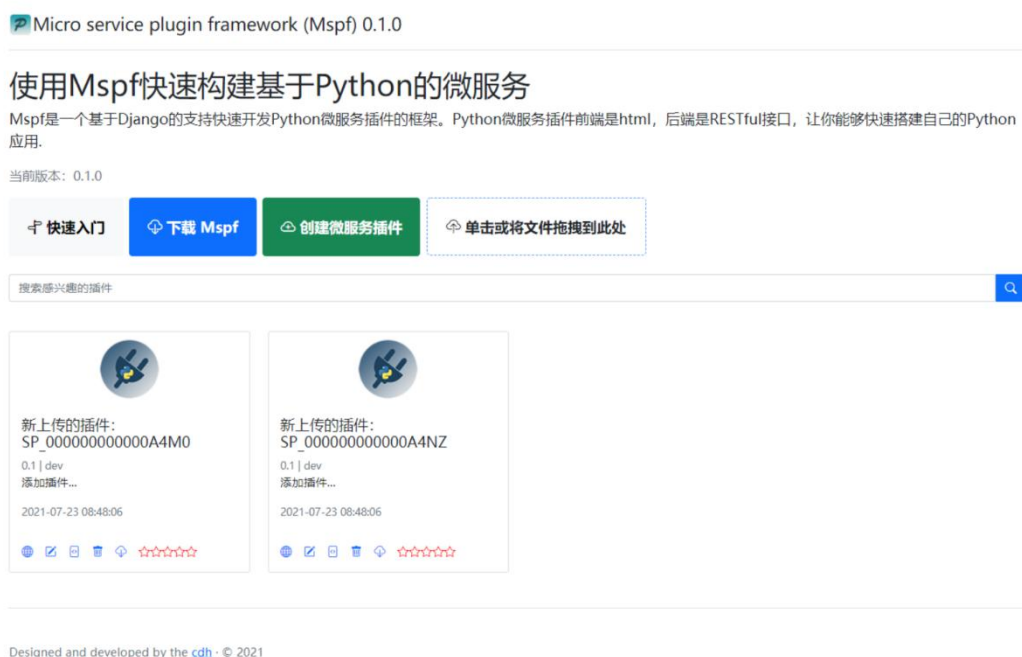 Micro service plugin framework (Mspf) 0.1.0
使用Mspf快速构建基于Python的微服务
Mspf是一个基于Django的支持快速开发Python微服务插件的框架。Python微服务插件前端是html，后端是RESTful接口，让你能够快速搭建自己的Python
应用.
当前版本：0.1.0
快速入门 下载 Mspf 创建微服务插件 单击或将文件拖拽到此处
搜索感兴趣的插件
新上传的插件：
SP_000000000000A4M0
0.1 | dev
添加插件...
2021-07-23 08:48:06
新上传的插件：
SP_000000000000A4NZ
0.1 | dev
添加插件...
2021-07-23 08:48:06
Designed and developed by the cdh · © 2021